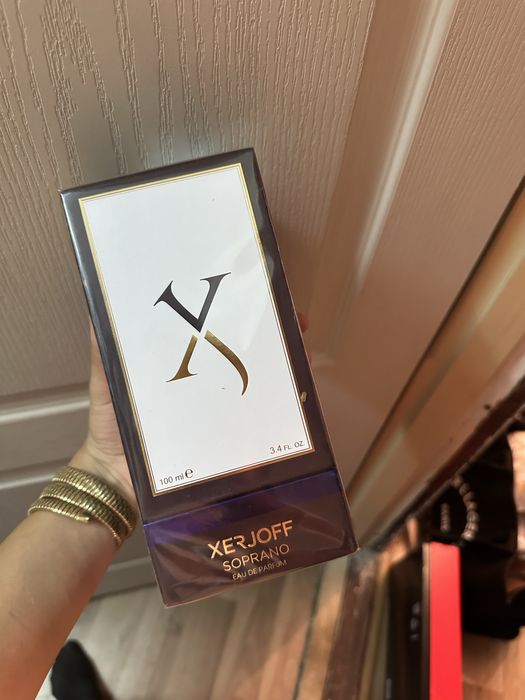 X
100 ml e 3.4 FL. OZ.
XERJOFF
SOPRANO
EAU DE PARFUM